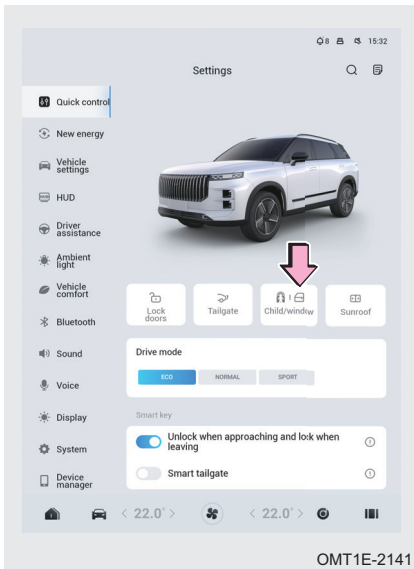 8 15:32
Settings
Quick control
New energy
Vehicle
settings
HUD
Driver
assistance
Ambient
light
Vehicle
comfort
Bluetooth
Sound
Voice
Display
System
Device
manager
Lock
doors
Tailgate
Child/window
Sunroof
Drive mode
ECO NORMAL SPORT
Smart key
Unlock when approaching and lock when
leaving
Smart tailgate
< 22.0° > < 22.0° >
OMT1E-2141